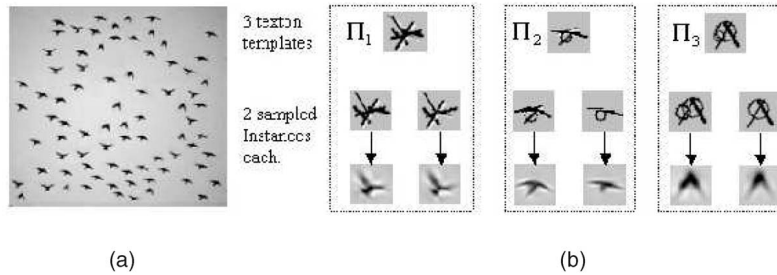 3 texton
templates
2 sampled
Instances
each.
Π1
Π2
Π3
(a)
(b)